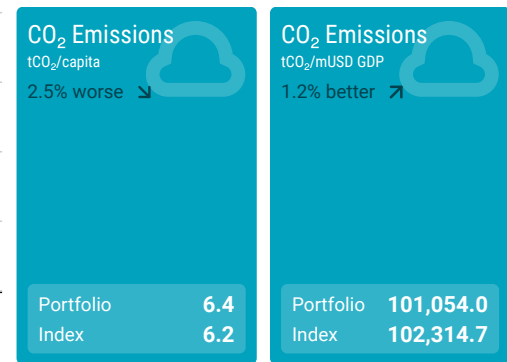 CO₂ Emissions
tCO₂/capita
2.5% worse
Portfolio 6.4
Index 6.2
CO₂ Emissions
tCO₂/mUSD GDP
1.2% better
Portfolio 101,054.0
Index 102,314.7